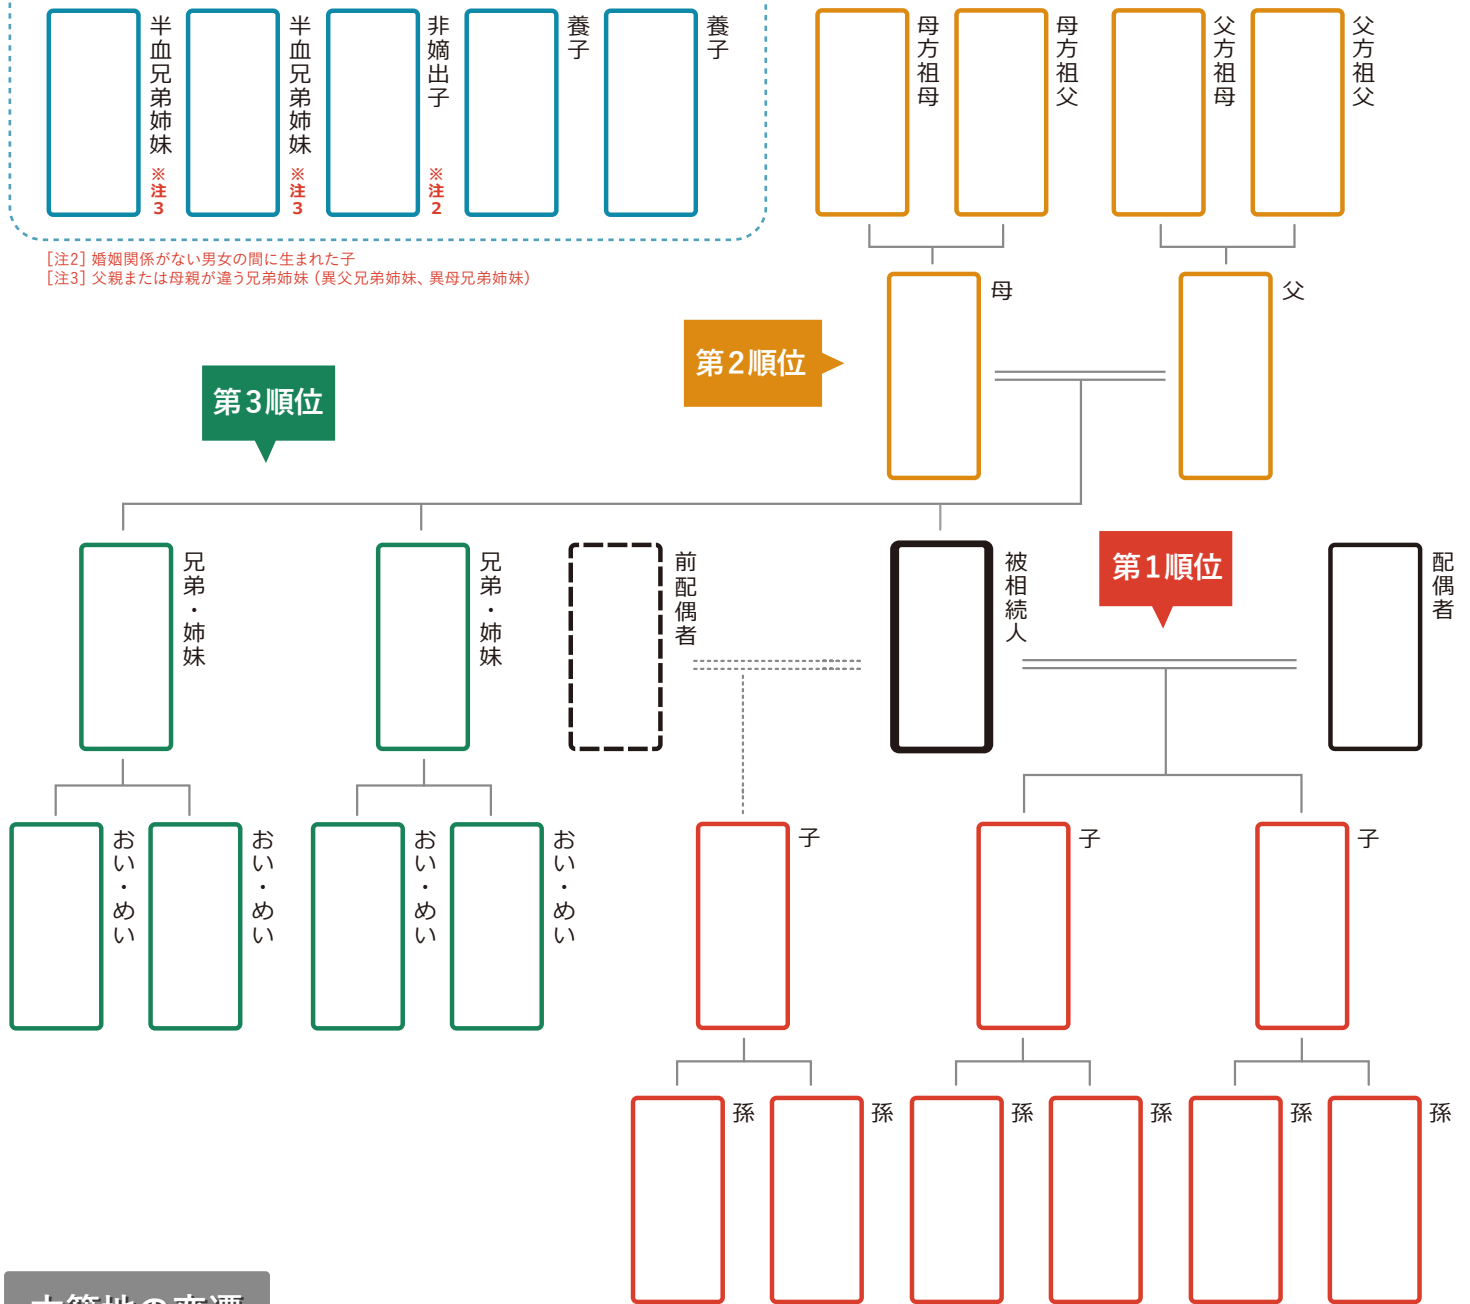 半血兄弟姉妹 ※注3
半血兄弟姉妹 ※注3
非嫡出子 ※注2
養子
養子
母方祖母
母方祖父
父方祖母
父方祖父
［注2］婚姻関係がない男女の間に生まれた子
［注3］父親または母親が違う兄弟姉妹（異父兄弟姉妹、異母兄弟姉妹）
母
父
第2順位
第3順位
兄弟・姉妹
兄弟・姉妹
前配偶者
被相続人
第1順位
配偶者
おい・めい
おい・めい
おい・めい
おい・めい
子
子
子
孫
孫
孫
孫
孫
孫
本籍地の変遷